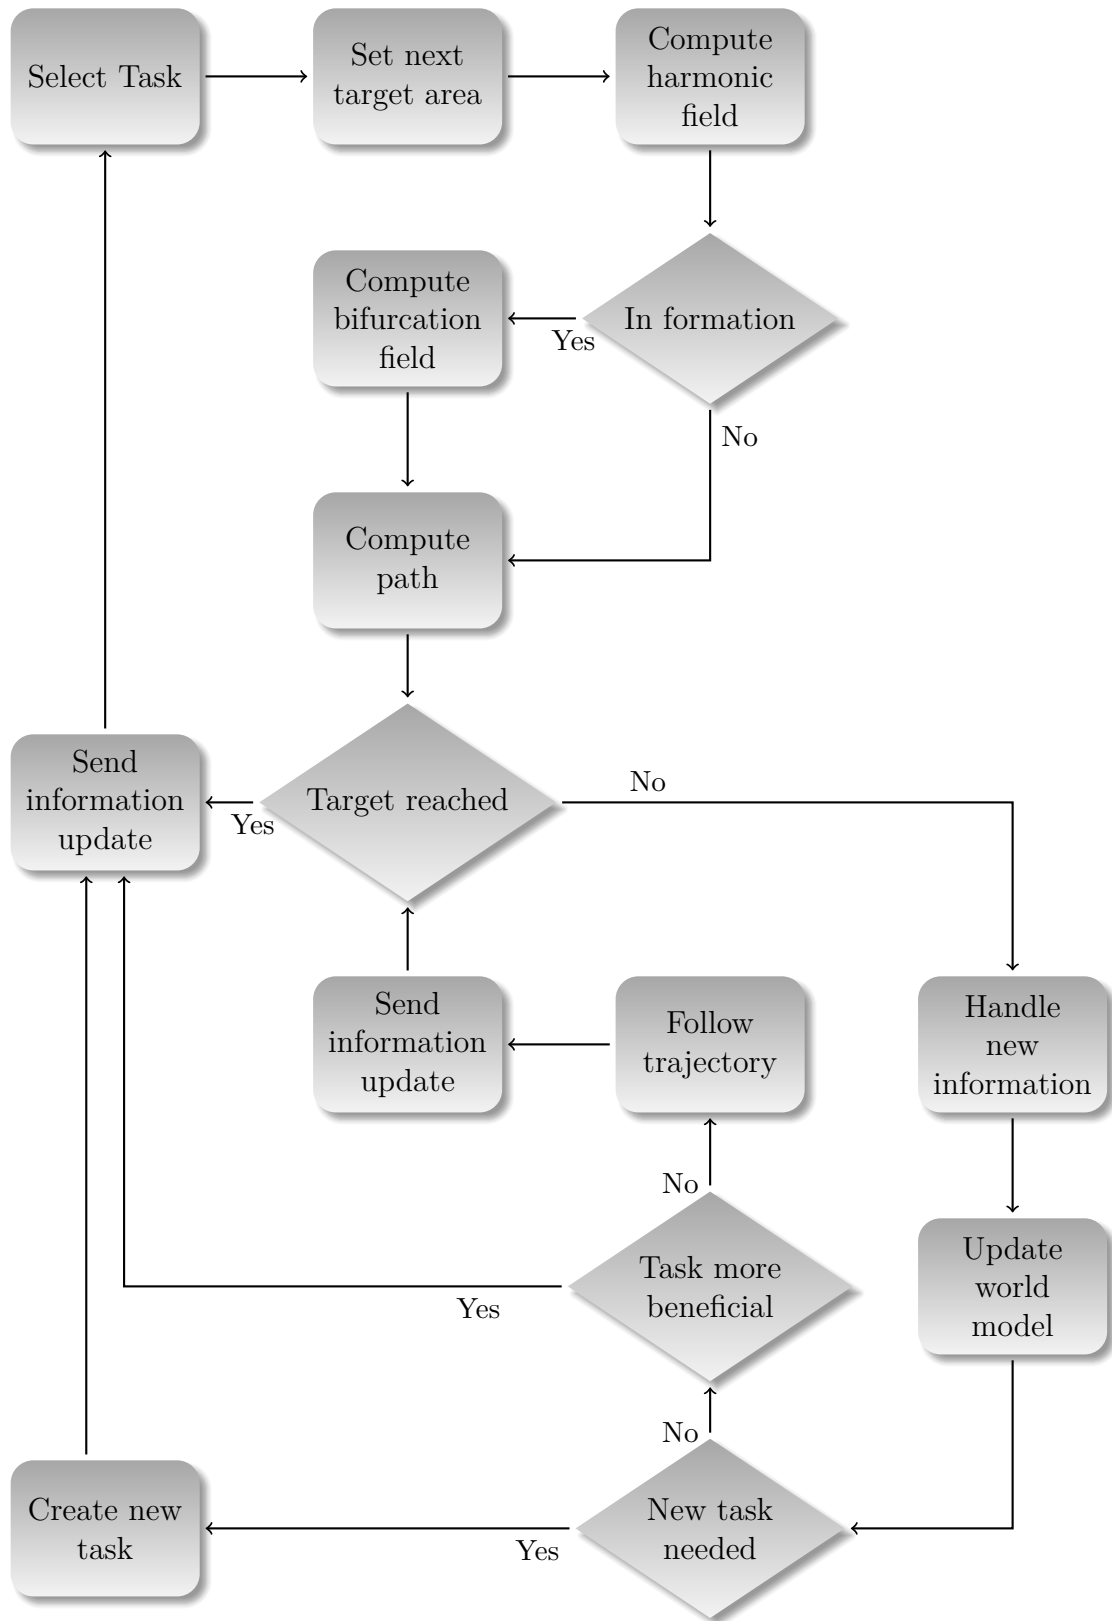 Select Task
Set next
target area
Compute
harmonic
field
Compute
bifurcation
field
Yes
In formation
No
Compute
path
Send
information
update
Yes
Target reached
No
Send
information
update
Follow
trajectory
Handle
new
information
No
Task more
beneficial
Yes
Update
world
model
No
Create new
task
Yes
New task
needed